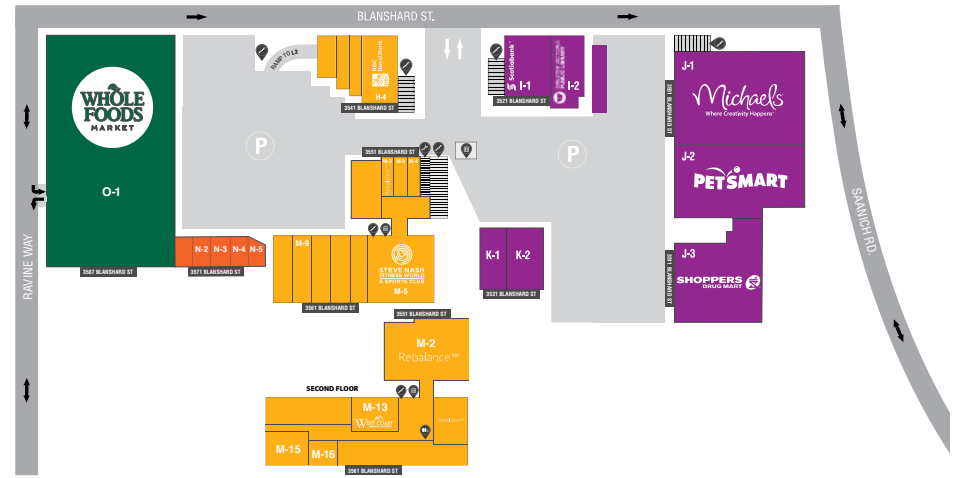 BLANSHARD ST.
RAMP TO L3
RBC
Royal Bank
H-4
3541 BLANSHARD ST
Scotiabank
I-1
I-2
3521 BLANSHARD ST
J-1
Michaels
Where Creativity Happens
J-2
PETSMART
J-3
SHOPPERS
DRUG MART
SAANICH RD.
RAVINE WAY
WHOLE
FOODS
MARKET
O-1
3587 BLANSHARD ST
P
P
N-2
N-3
N-4
N-5
3571 BLANSHARD ST
3551 BLANSHARD ST
M-9
STEVE NASH
FITNESS WORLD
& SPORTS CLUB
M-5
3561 BLANSHARD ST
K-1
K-2
3531 BLANSHARD ST
3551 BLANSHARD ST
M-2
Rebalance MD
SECOND FLOOR
M-13
WEST COAST
M-15
M-16
3561 BLANSHARD ST